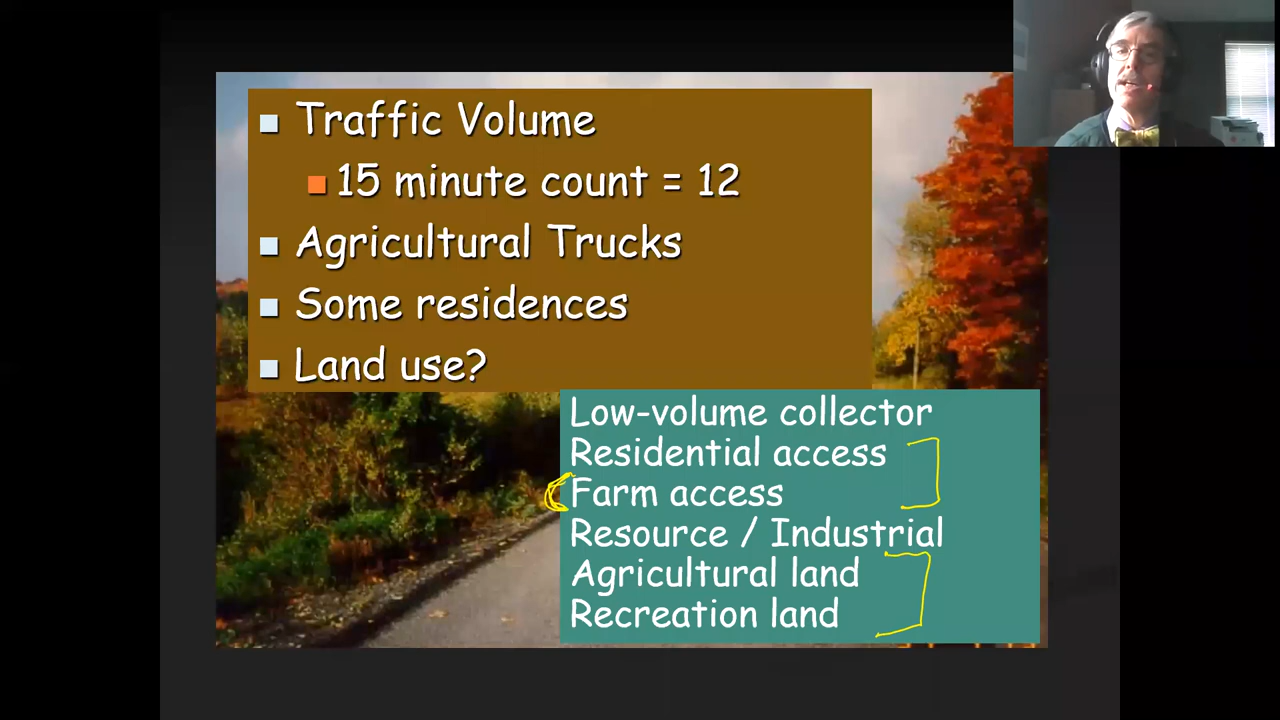 Traffic Volume
15 minute count = 12
Agricultural Trucks
Some residences
Land use?
Low-volume collector
Residential access
Farm access
Resource / Industrial
Agricultural land
Recreation land